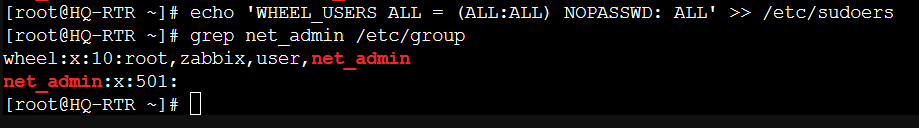 [root@HQ-RTR ~]# echo 'WHEEL_USERS ALL = (ALL:ALL) NOPASSWD: ALL' >> /etc/sudoers
[root@HQ-RTR ~]# grep net_admin /etc/group
wheel:x:10:root,zabbix,user,net_admin
net_admin:x:501:
[root@HQ-RTR ~]#